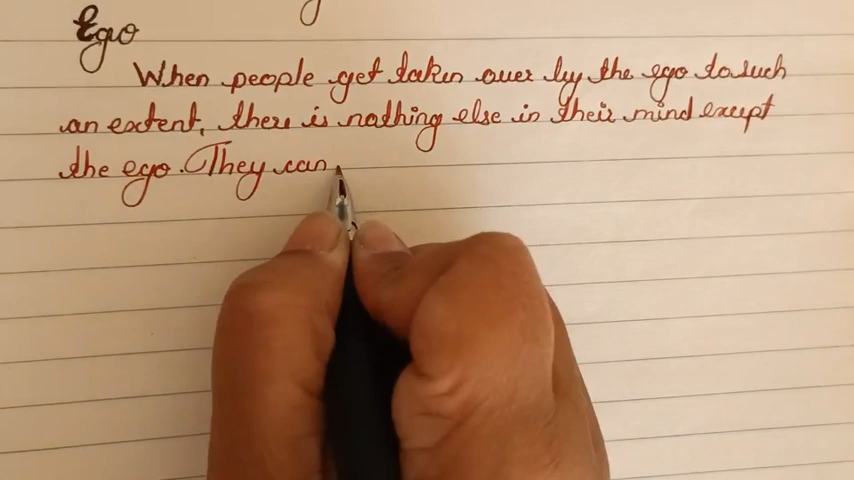 Ego
When people get taken over by the ego to such
an extent, there is nothing else in their mind except
the ego. They can